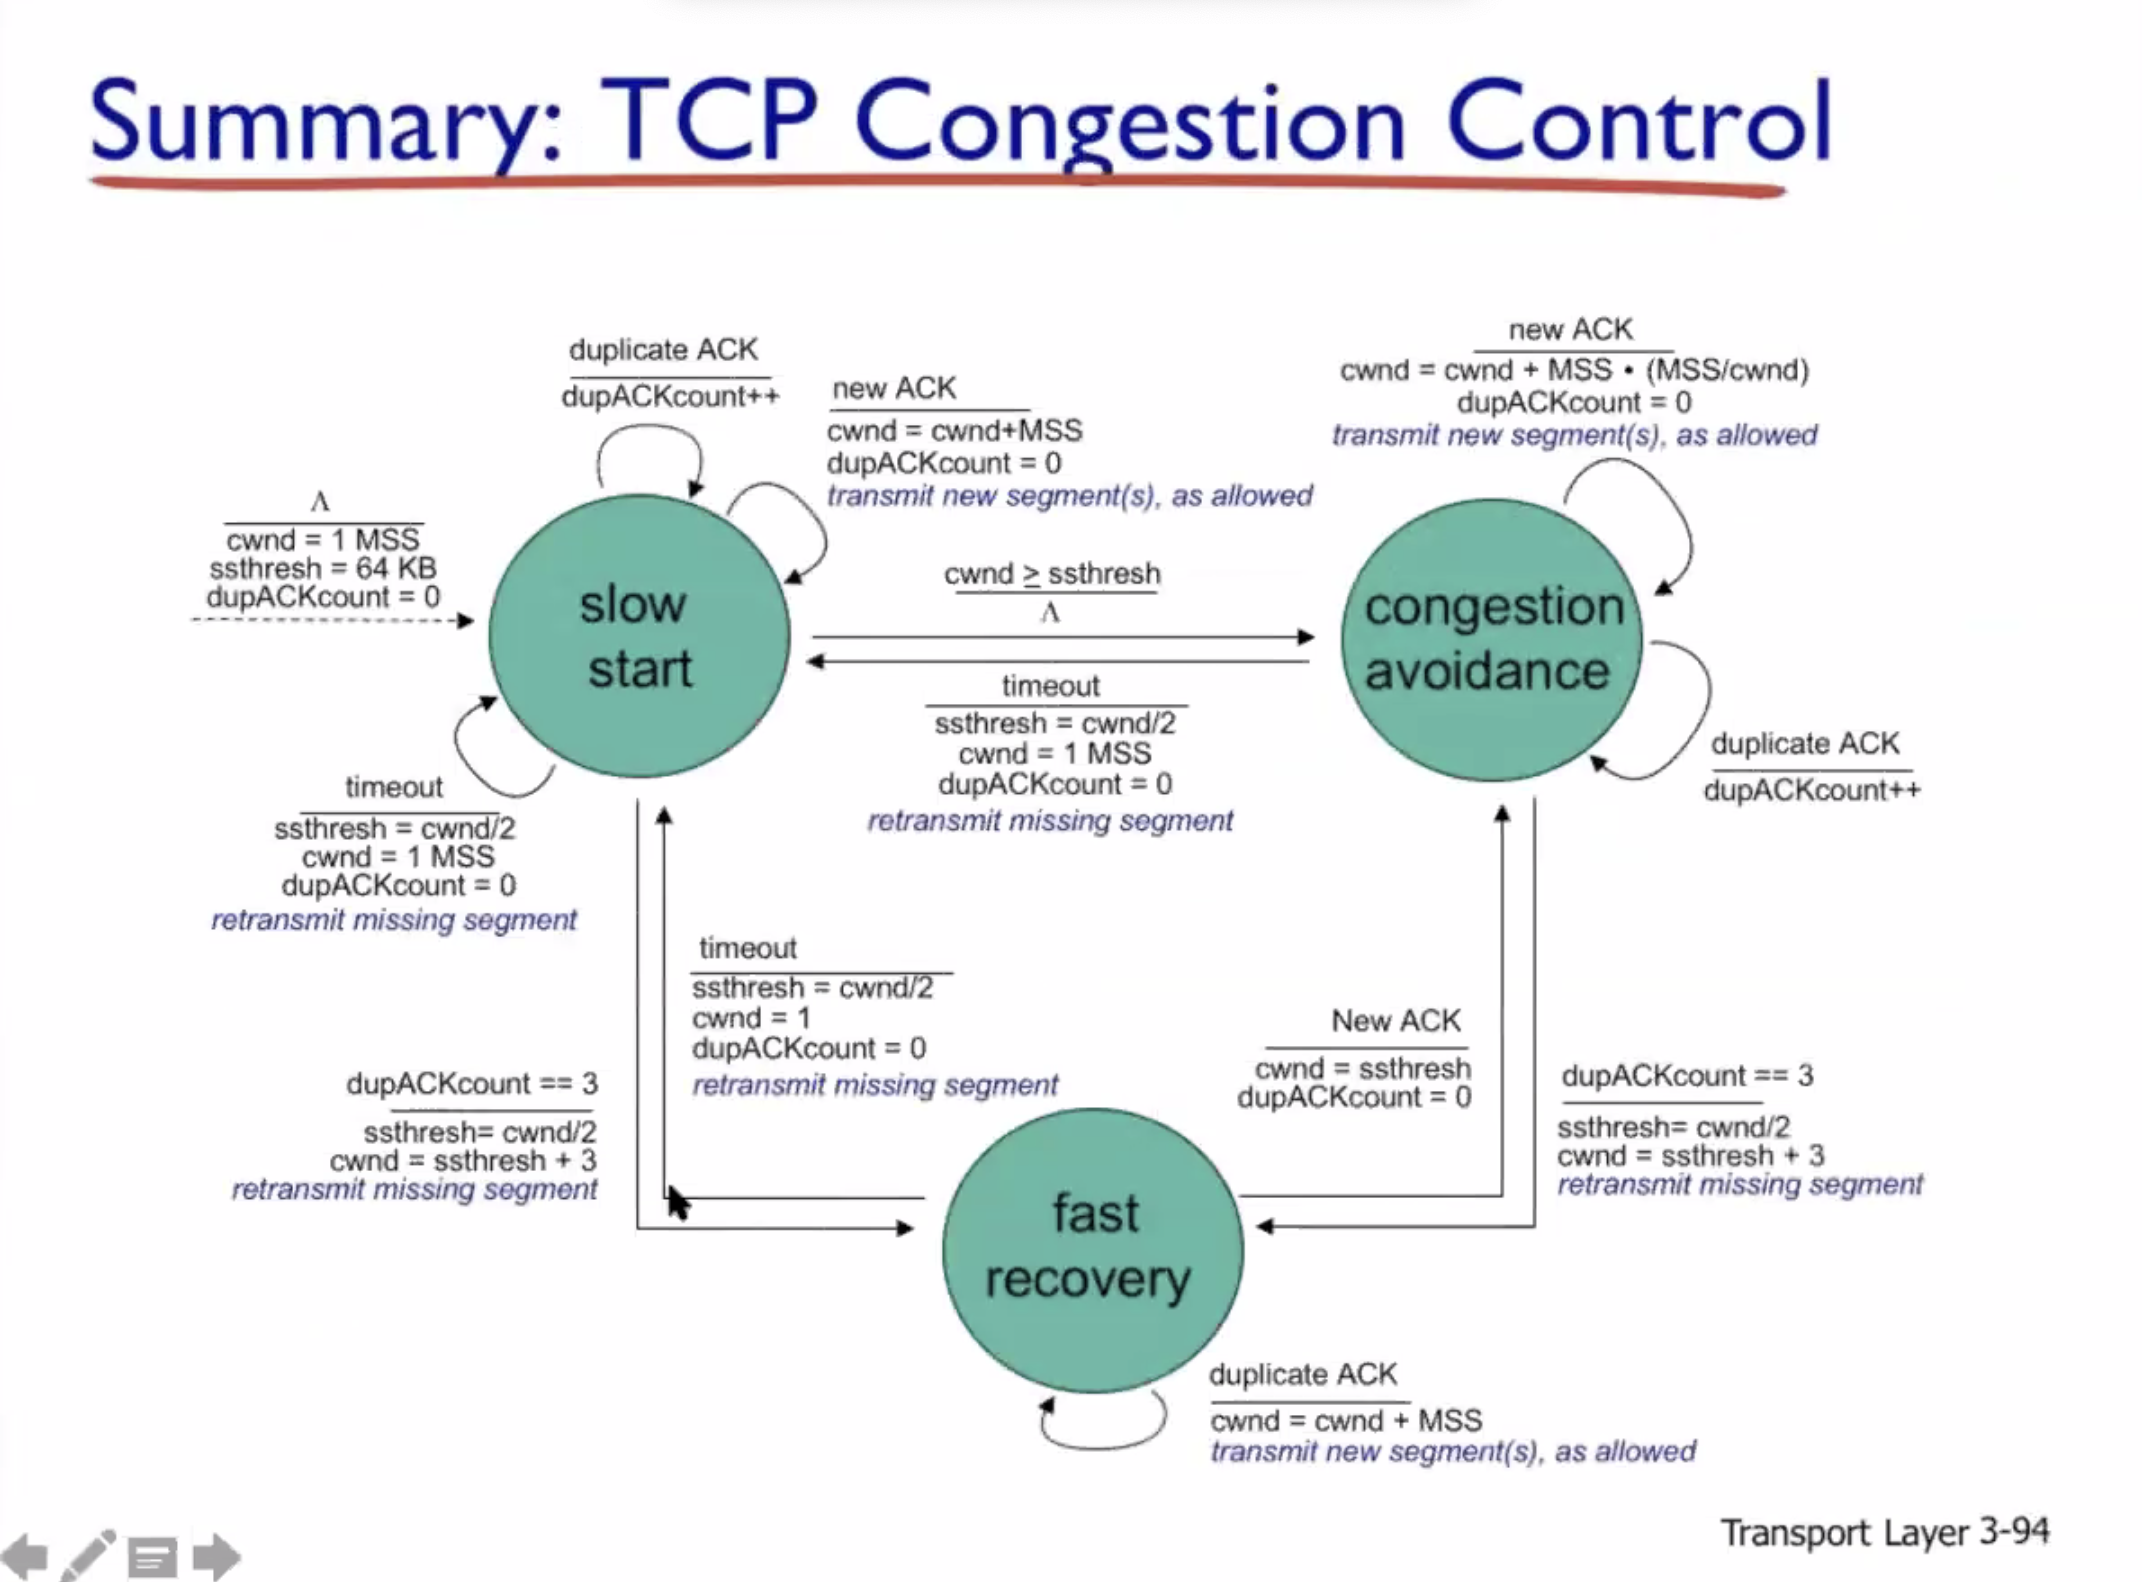 Summary: TCP Congestion Control
duplicate ACK
dupACKcount++
new ACK
cwnd = cwnd+MSS
dupACKcount = 0
transmit new segment(s), as allowed
new ACK
cwnd = cwnd + MSS • (MSS/cwnd)
dupACKcount = 0
transmit new segment(s), as allowed
Λ
cwnd = 1 MSS
ssthresh = 64 KB
dupACKcount = 0
slow
start
cwnd ≥ ssthresh
Λ
congestion
avoidance
timeout
ssthresh = cwnd/2
cwnd = 1 MSS
dupACKcount = 0
retransmit missing segment
duplicate ACK
dupACKcount++
timeout
ssthresh = cwnd/2
cwnd = 1 MSS
dupACKcount = 0
retransmit missing segment
timeout
ssthresh = cwnd/2
cwnd = 1
dupACKcount = 0
retransmit missing segment
New ACK
cwnd = ssthresh
dupACKcount = 0
dupACKcount == 3
ssthresh= cwnd/2
cwnd = ssthresh + 3
retransmit missing segment
dupACKcount == 3
ssthresh= cwnd/2
cwnd = ssthresh + 3
retransmit missing segment
fast
recovery
duplicate ACK
cwnd = cwnd + MSS
transmit new segment(s), as allowed
Transport Layer 3-94